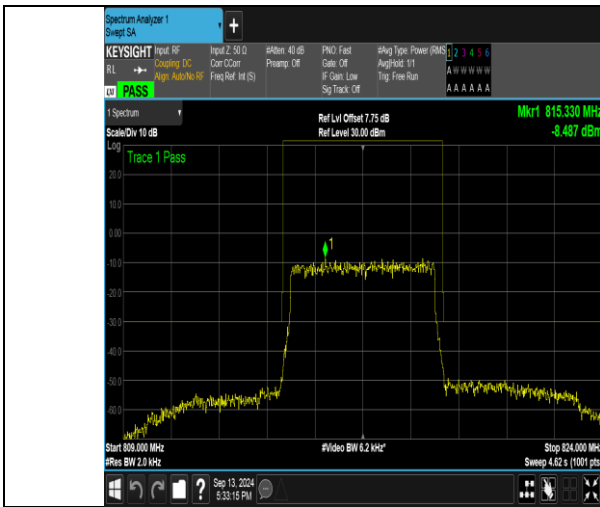 Spectrum Analyzer 1
Swept SA
+
KEYSIGHT Input: RF Input Z: 50 Ω #Atten: 40 dB PNO: Fast #Avg Type: Power (RMS 1 2 3 4 5 6
RL Coupling: DC Corr CCorr Preamp: Off Gate: Off Avg|Hold: 1/1 A W W W W W
Align: Auto/No RF Freq Ref: Int (S) IF Gain: Low Trig: Free Run
PASS Sig Track: Off A A A A A A
1 Spectrum Ref Lvl Offset 7.75 dB Mkr1 815.330 MHz
Scale/Div 10 dB Ref Level 30.00 dBm -8.487 dBm
Log
Trace 1 Pass
20.0
10.0
0.00
1
-10.0
-20.0
-30.0
-40.0
-50.0
-60.0
Start 809.000 MHz #Video BW 6.2 kHz* Stop 824.000 MHz
#Res BW 2.0 kHz Sweep 4.62 s (1001 pts
? Sep 13, 2024
5:33:15 PM